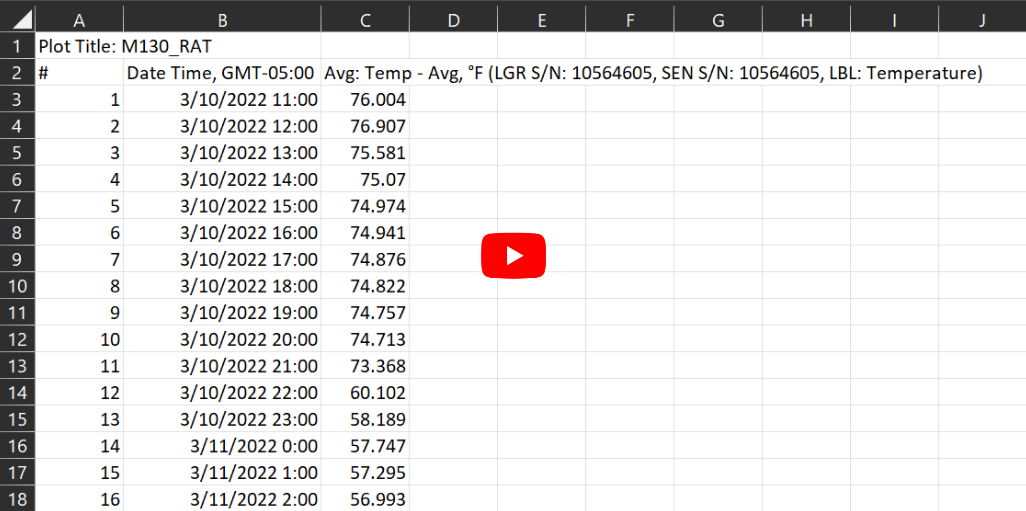 A B C D E F G H I J
1 Plot Title: M130_RAT
2 # Date Time, GMT-05:00 Avg: Temp - Avg, °F (LGR S/N: 10564605, SEN S/N: 10564605, LBL: Temperature)
3 1 3/10/2022 11:00 76.004
4 2 3/10/2022 12:00 76.907
5 3 3/10/2022 13:00 75.581
6 4 3/10/2022 14:00 75.07
7 5 3/10/2022 15:00 74.974
8 6 3/10/2022 16:00 74.941
9 7 3/10/2022 17:00 74.876
10 8 3/10/2022 18:00 74.822
11 9 3/10/2022 19:00 74.757
12 10 3/10/2022 20:00 74.713
13 11 3/10/2022 21:00 73.368
14 12 3/10/2022 22:00 60.102
15 13 3/10/2022 23:00 58.189
16 14 3/11/2022 0:00 57.747
17 15 3/11/2022 1:00 57.295
18 16 3/11/2022 2:00 56.993